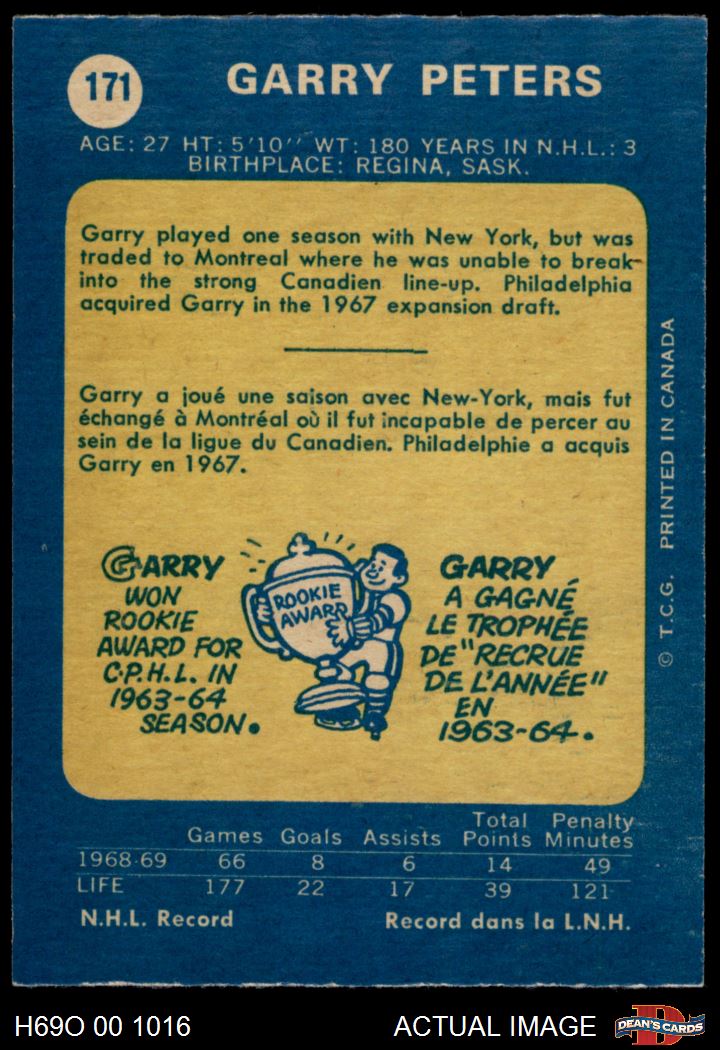 171
GARRY PETERS
AGE: 27 HT: 5'10'' WT: 180 YEARS IN N.H.L.: 3
BIRTHPLACE: REGINA, SASK.
Garry played one season with New York, but was
traded to Montreal where he was unable to break
into the strong Canadien line-up. Philadelphia
acquired Garry in the 1967 expansion draft.
Garry a joué une saison avec New-York, mais fut
échangé à Montréal où il fut incapable de percer au
sein de la ligue du Canadien. Philadelphie a acquis
Garry en 1967.
GARRY
WON
ROOKIE
AWARD FOR
C.P.H.L. IN
1963-64
SEASON.
ROOKIE
AWARD
GARRY
A GAGNÉ
LE TROPHÉE
DE "RECRUE
DE L'ANNÉE"
EN
1963-64.
© T.C.G. PRINTED IN CANADA
Games Goals Assists Total Points Penalty Minutes
1968-69 66 8 6 14 49
LIFE 177 22 17 39 121
N.H.L. Record Record dans la L.N.H.
H69O 00 1016 ACTUAL IMAGE
D
DEAN'S CARDS